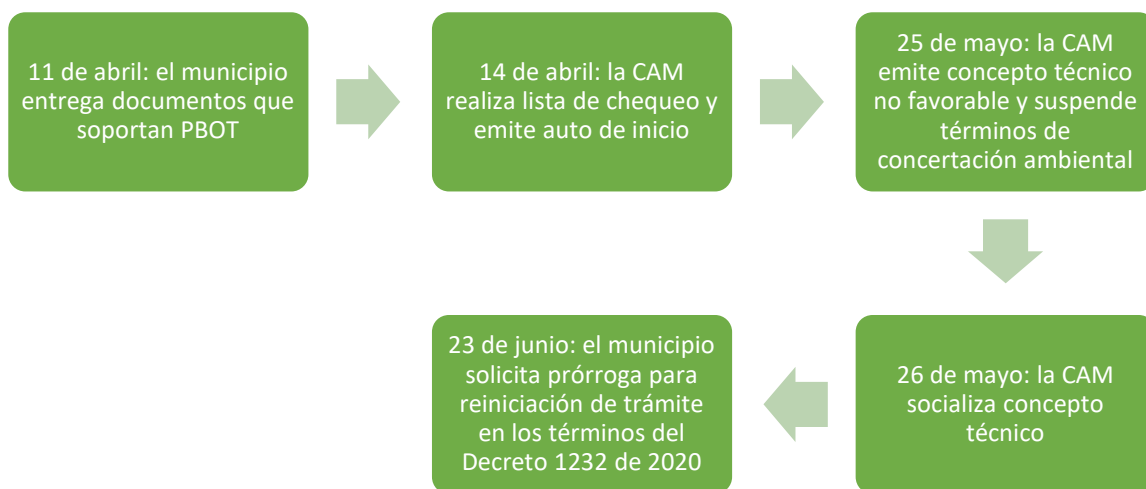 11 de abril: el municipio
entrega documentos que
soportan PBOT
14 de abril: la CAM
realiza lista de chequeo y
emite auto de inicio
25 de mayo: la CAM
emite concepto técnico
no favorable y suspende
términos de
concertación ambiental
26 de mayo: la CAM
socializa concepto
técnico
23 de junio: el municipio
solicita prórroga para
reiniciación de trámite
en los términos del
Decreto 1232 de 2020